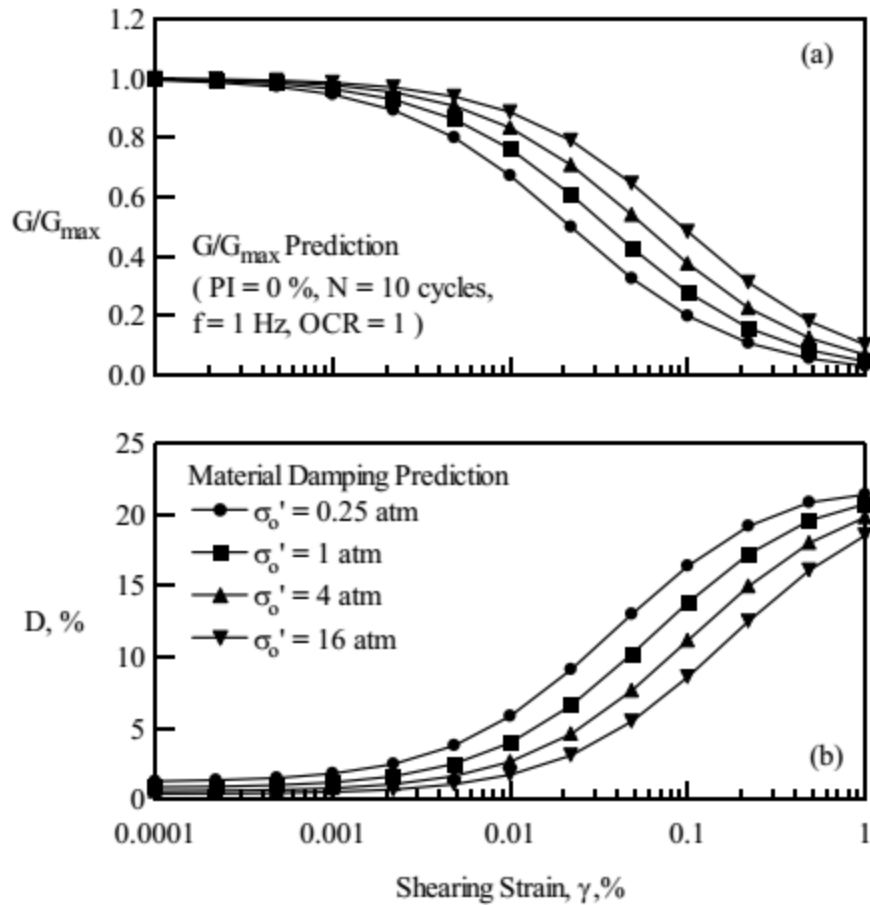 1.2
(a)
1.0
0.8
0.6
G/Gmax
0.4
0.2
0.0
G/Gmax Prediction
( PI = 0 %, N = 10 cycles,
f = 1 Hz, OCR = 1 )
25
20
15
D, %
10
5
0
Material Damping Prediction
σo' = 0.25 atm
σo' = 1 atm
σo' = 4 atm
σo' = 16 atm
(b)
0.0001 0.001 0.01 0.1 1
Shearing Strain, γ,%